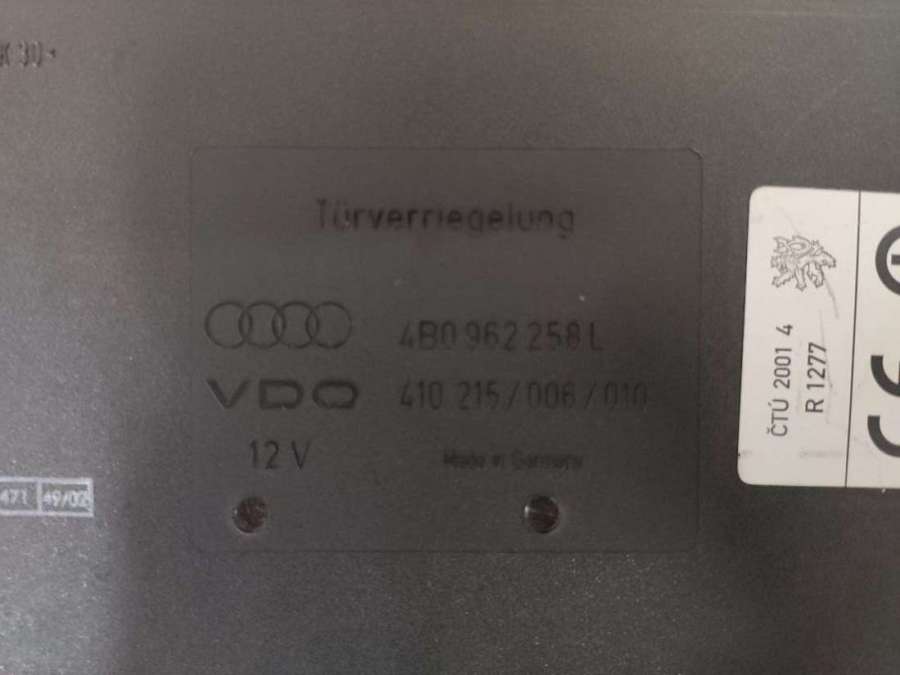 Türverriegelung
4B0 962 258 L
VDO 410 215/006/010
12 V Made in Germany
471 49/02
ČTÚ 2001 4
R 1277
CE